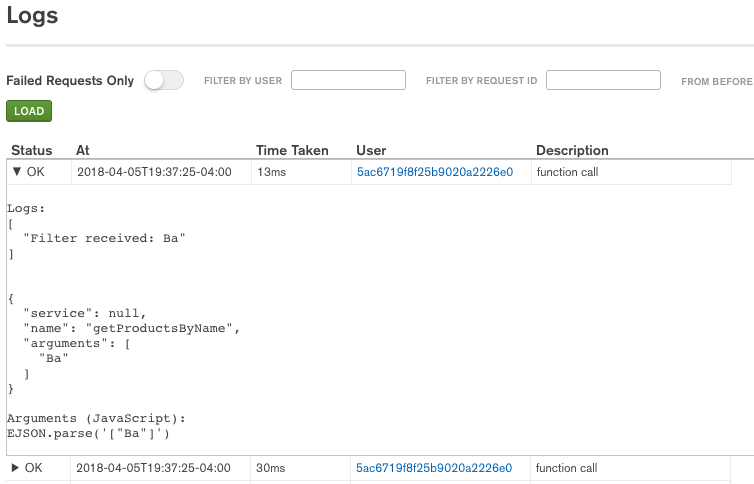 Logs
Failed Requests Only FILTER BY USER FILTER BY REQUEST ID FROM BEFORE
LOAD
Status At Time Taken User Description
▼ OK 2018-04-05T19:37:25-04:00 13ms 5ac6719f8f25b9020a2226e0 function call
Logs:
[
  "Filter received: Ba"
]
{
  "service": null,
  "name": "getProductsByName",
  "arguments": [
    "Ba"
  ]
}
Arguments (JavaScript):
EJSON.parse('["Ba"]')
▶ OK 2018-04-05T19:37:25-04:00 30ms 5ac6719f8f25b9020a2226e0 function call